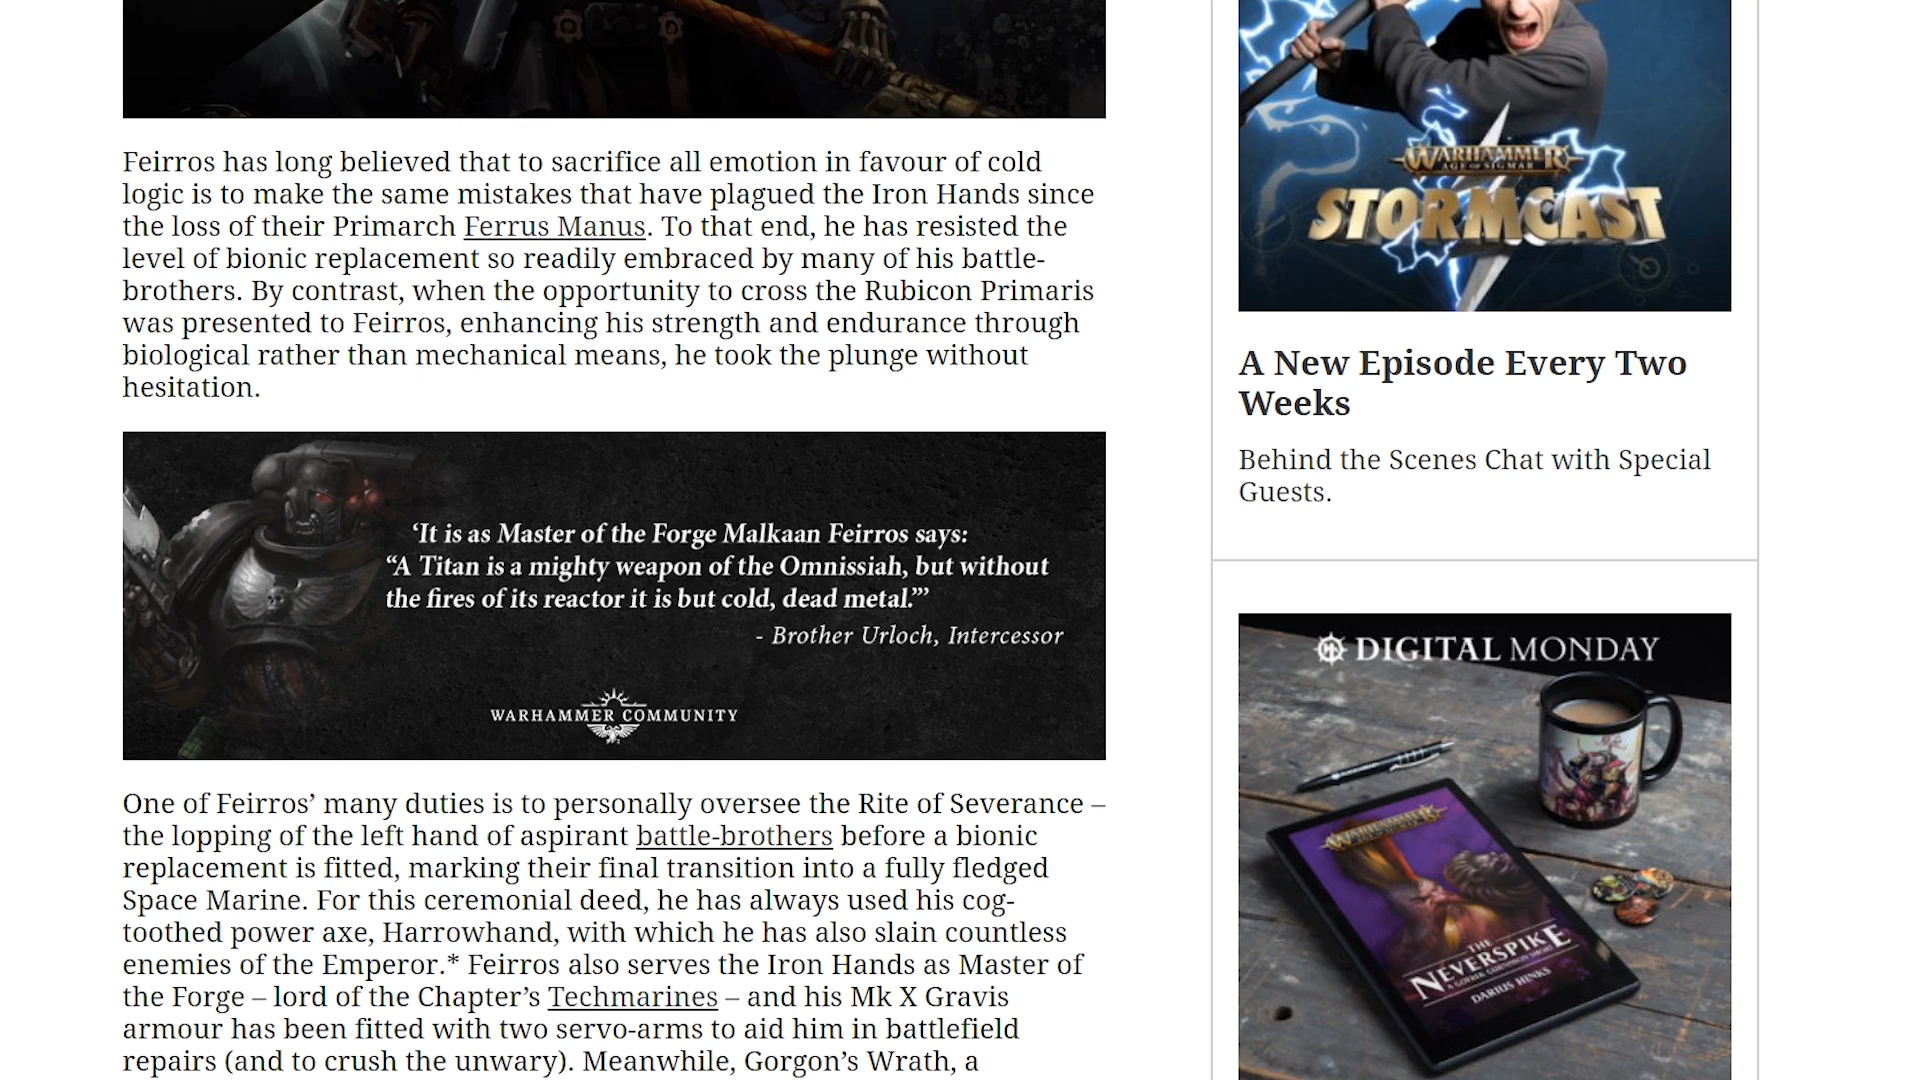 Feirros has long believed that to sacrifice all emotion in favour of cold
logic is to make the same mistakes that have plagued the Iron Hands since
the loss of their Primarch Ferrus Manus. To that end, he has resisted the
level of bionic replacement so readily embraced by many of his battle-
brothers. By contrast, when the opportunity to cross the Rubicon Primaris
was presented to Feirros, enhancing his strength and endurance through
biological rather than mechanical means, he took the plunge without
hesitation.
‘It is as Master of the Forge Malkaan Feirros says:
“A Titan is a mighty weapon of the Omnissiah, but without
the fires of its reactor it is but cold, dead metal.”’
- Brother Urloch, Intercessor
WARHAMMER COMMUNITY
One of Feirros’ many duties is to personally oversee the Rite of Severance –
the lopping of the left hand of aspirant battle-brothers before a bionic
replacement is fitted, marking their final transition into a fully fledged
Space Marine. For this ceremonial deed, he has always used his cog-
toothed power axe, Harrowhand, with which he has also slain countless
enemies of the Emperor.* Feirros also serves the Iron Hands as Master of
the Forge – lord of the Chapter’s Techmarines – and his Mk X Gravis
armour has been fitted with two servo-arms to aid him in battlefield
repairs (and to crush the unwary). Meanwhile, Gorgon’s Wrath, a
WARHAMMER
AGE OF SIGMAR
STORMCAST
A New Episode Every Two
Weeks
Behind the Scenes Chat with Special
Guests.
DIGITAL MONDAY
WARHAMMER
THE
NEVERSPIKE
DARIUS HINKS